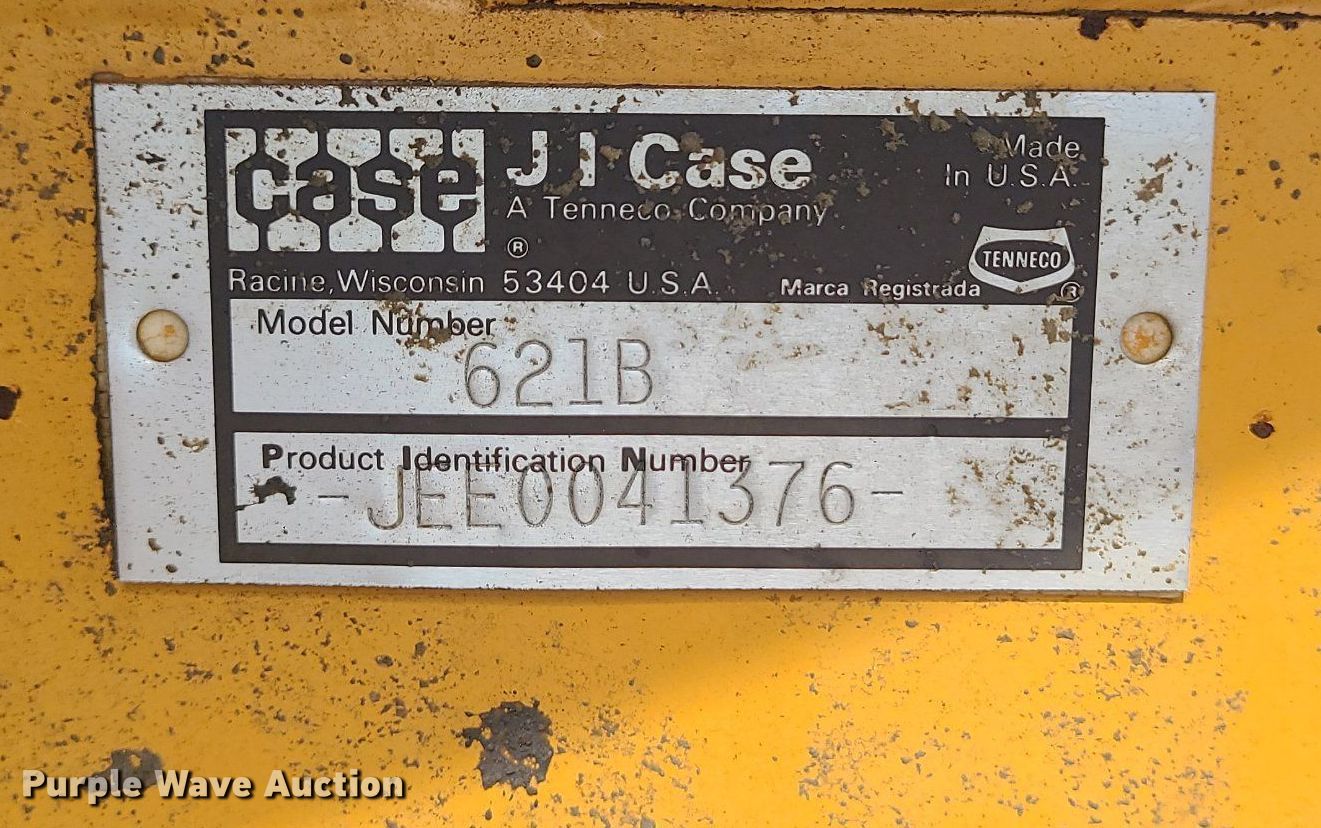 case
J I Case
A Tenneco Company
®
Made
In U.S.A.
TENNECO
®
Racine, Wisconsin 53404 U.S.A.
Marca Registrada
Model Number
621B
Product Identification Number
-JEE0041376-
Purple Wave Auction